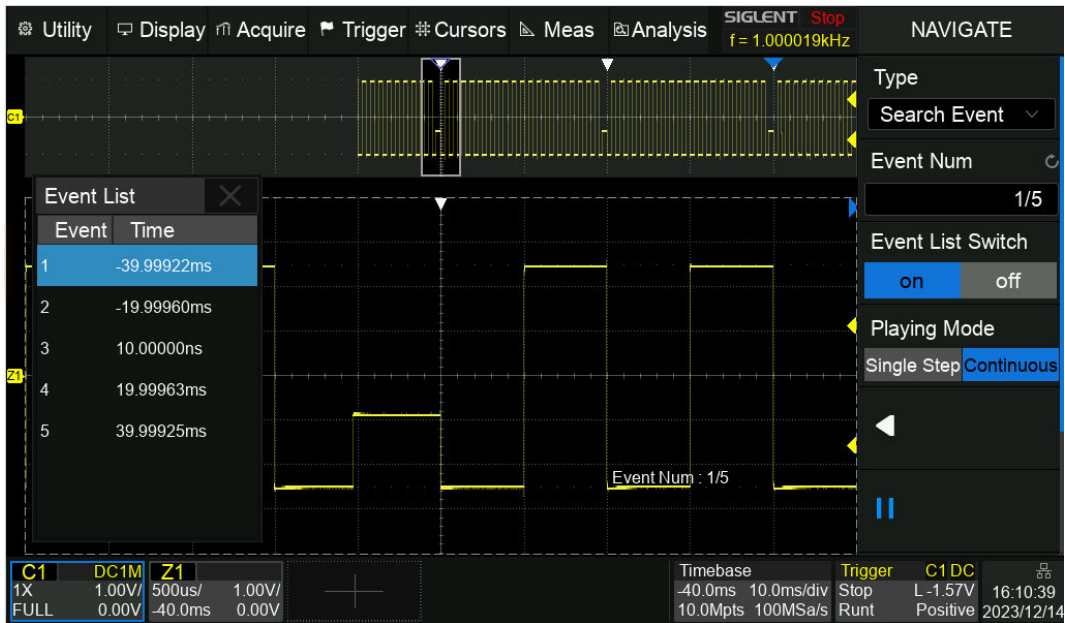 Utility Display Acquire Trigger Cursors Meas Analysis SIGLENT Stop
f = 1.000019kHz
NAVIGATE
C1
Type
Search Event
Event Num
1/5
Event List Switch
on off
Playing Mode
Single Step Continuous
Event List
Event Time
1 -39.99922ms
2 -19.99960ms
3 10.00000ns
4 19.99963ms
5 39.99925ms
Z1
Event Num : 1/5
C1 DC1M
1X 1.00V/
FULL 0.00V
Z1
500us/ 1.00V/
-40.0ms 0.00V
Timebase
-40.0ms 10.0ms/div
10.0Mpts 100MSa/s
Trigger C1 DC
Stop L -1.57V
Runt Positive
16:10:39
2023/12/14